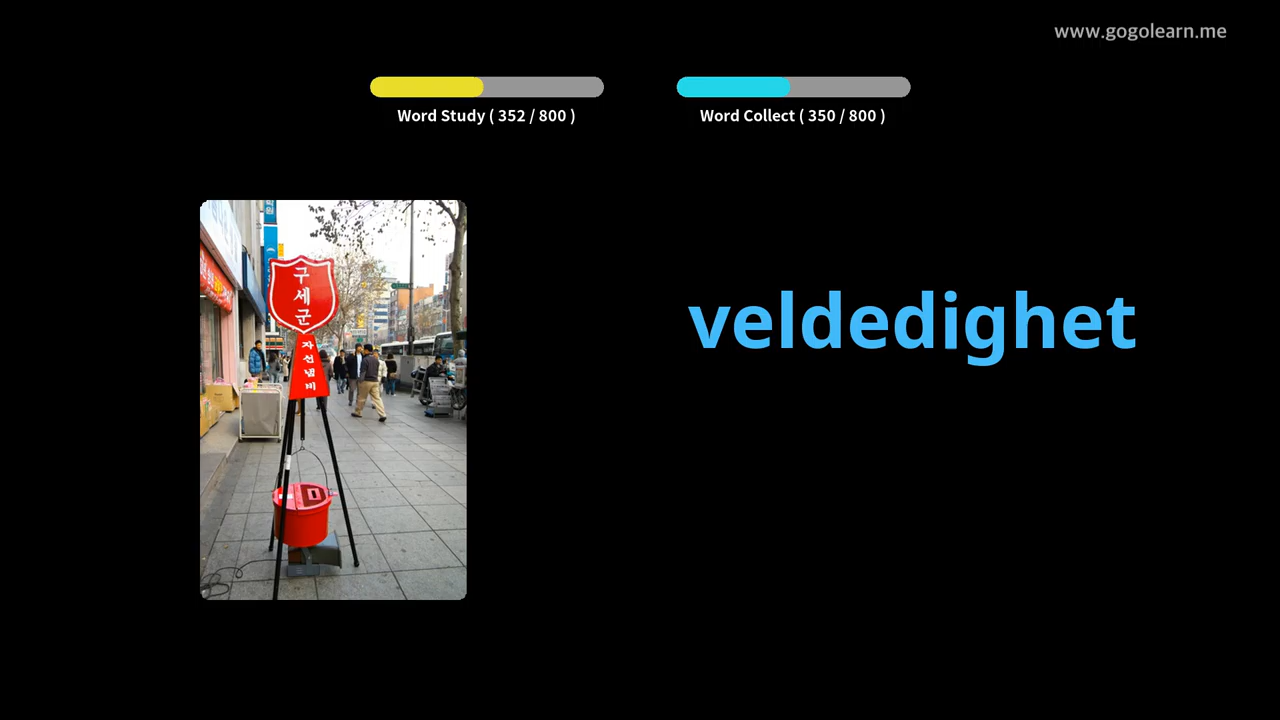 www.gogolearn.me
Word Study ( 352 / 800 )
Word Collect ( 350 / 800 )
veldedighet
구세군
자선냄비